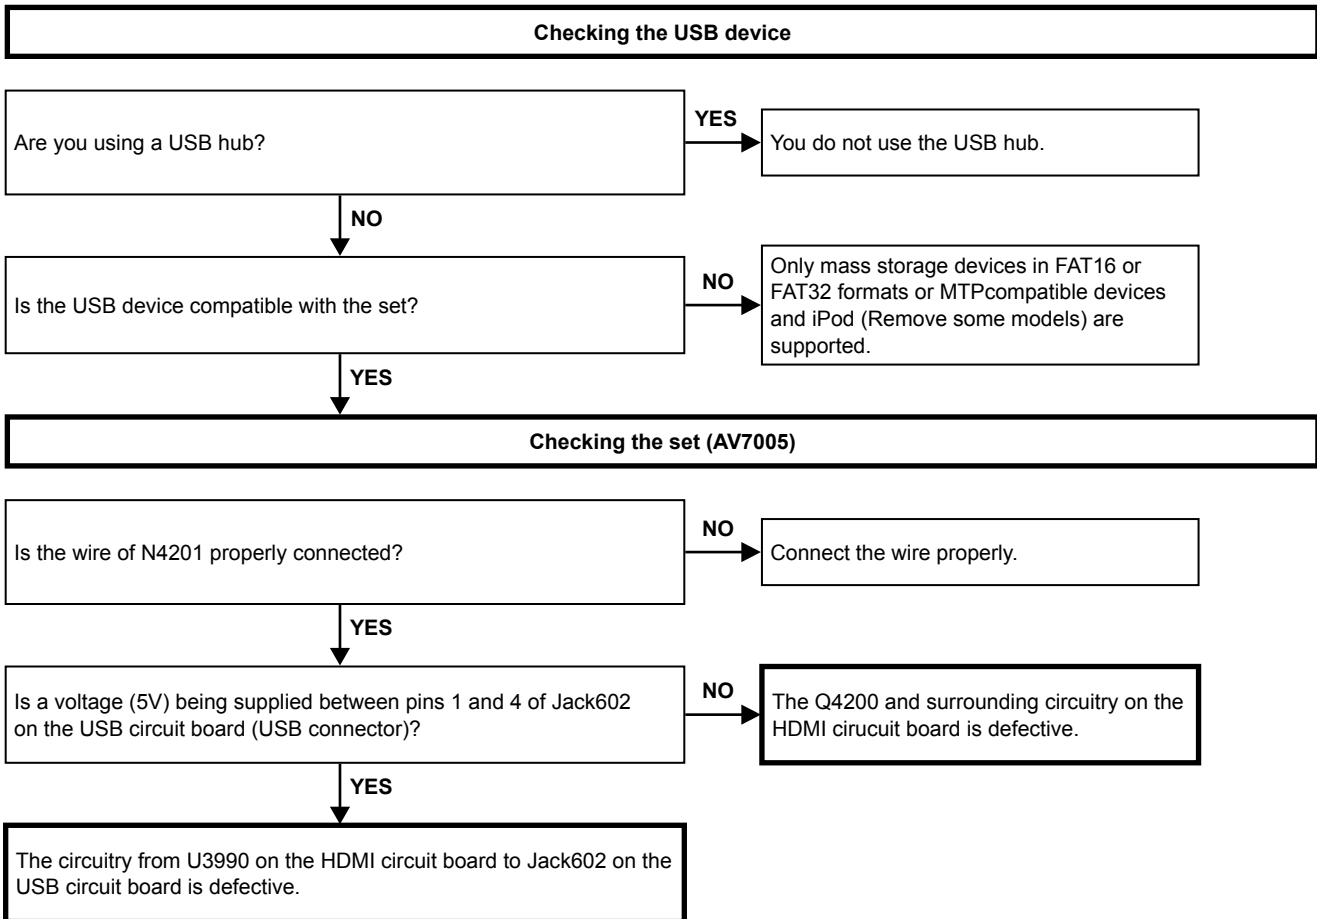 Checking the USB device
Are you using a USB hub?
YES
You do not use the USB hub.
NO
Is the USB device compatible with the set?
NO
Only mass storage devices in FAT16 or
FAT32 formats or MTPcompatible devices
and iPod (Remove some models) are
supported.
YES
Checking the set (AV7005)
Is the wire of N4201 properly connected?
NO
Connect the wire properly.
YES
Is a voltage (5V) being supplied between pins 1 and 4 of Jack602
on the USB circuit board (USB connector)?
NO
The Q4200 and surrounding circuitry on the
HDMI cirucuit board is defective.
YES
The circuitry from U3990 on the HDMI circuit board to Jack602 on the
USB circuit board is defective.